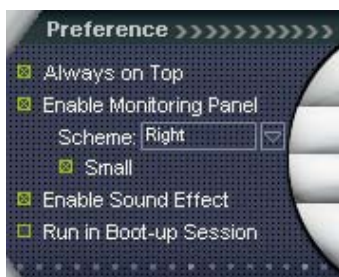 Preference >>>>>>>>>>>
Always on Top
Enable Monitoring Panel
Scheme: Right
Small
Enable Sound Effect
Run in Boot-up Session